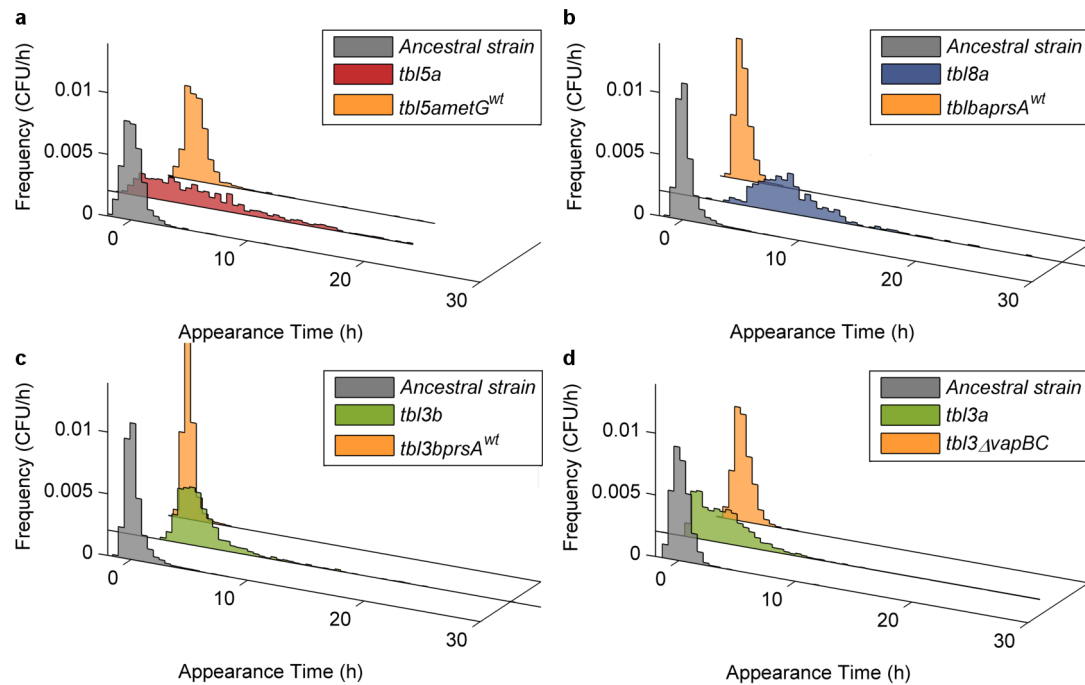 a
Frequency (CFU/h)
0.01
0.005
0
0
10
20
30
Appearance Time (h)
Ancestral strain
tbl5a
tbl5ametG^wt
b
Frequency (CFU/h)
0.01
0.005
0
0
10
20
30
Appearance Time (h)
Ancestral strain
tbl8a
tblbaprsA^wt
c
Frequency (CFU/h)
0.01
0.005
0
0
10
20
30
Appearance Time (h)
Ancestral strain
tbl3b
tbl3bprsA^wt
d
Frequency (CFU/h)
0.01
0.005
0
0
10
20
30
Appearance Time (h)
Ancestral strain
tbl3a
tbl3ΔvapBC